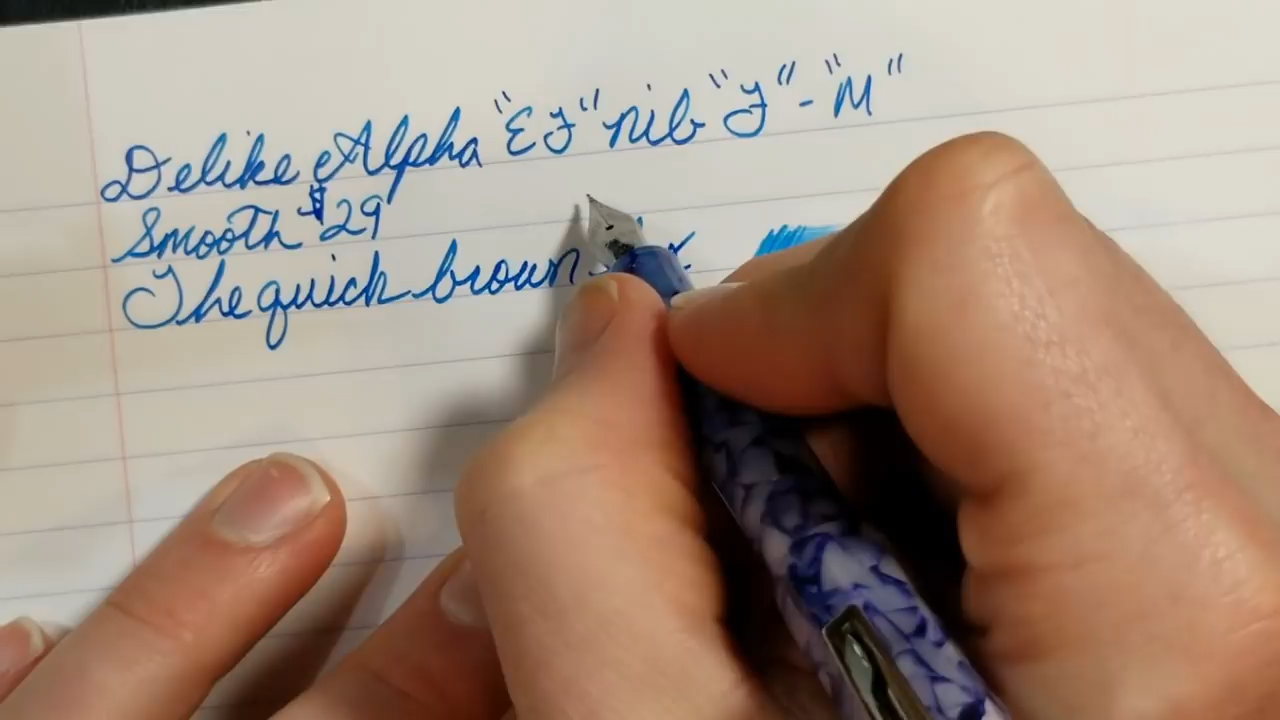 Delike Alpha "EF" nib "F" - "M"
Smooth $29
The quick brown